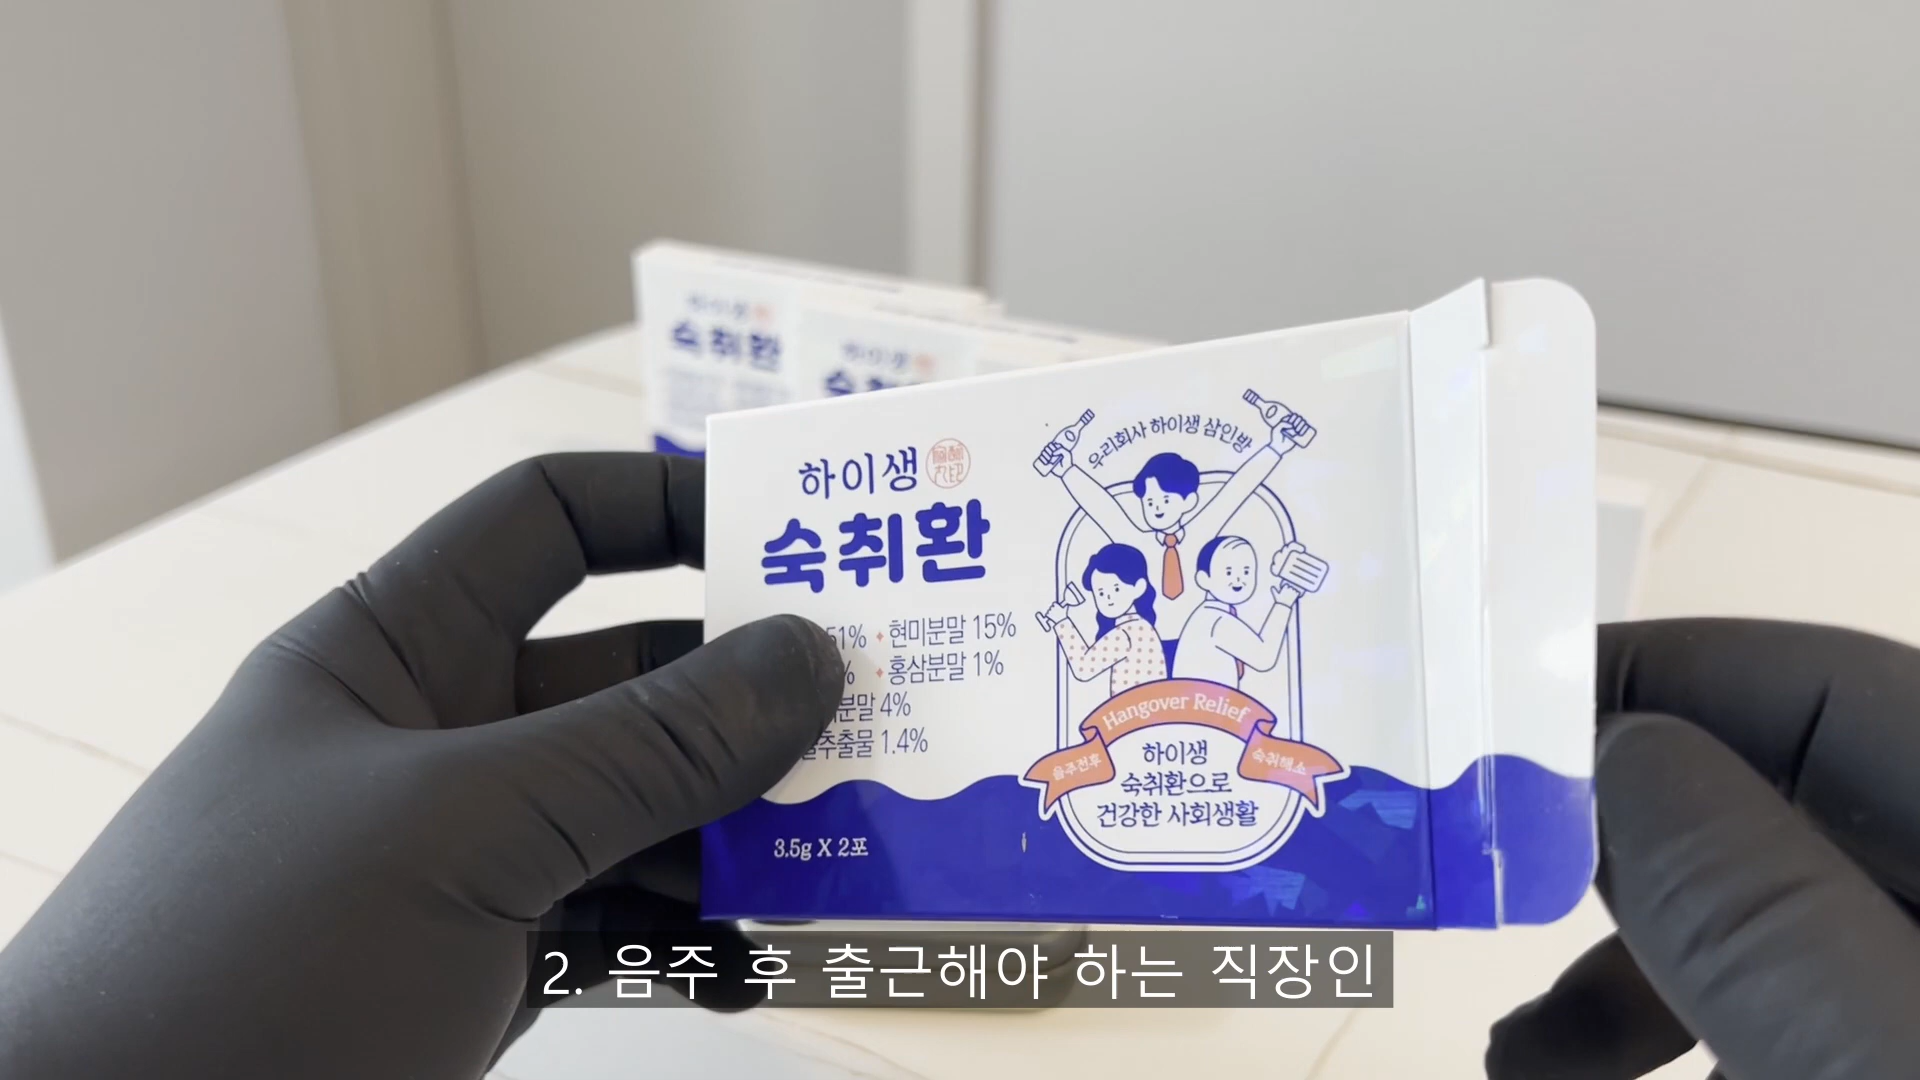 하이생
숙취환
하이생
우리회사 하이생 삼인방
하이생
숙취환
51% 현미분말 15%
% 홍삼분말 1%
분말 4%
추출물 1.4%
Hangover Relief
음주전후
숙취해소
하이생
숙취환으로
건강한 사회생활
3.5g X 2포
2. 음주 후 출근해야 하는 직장인